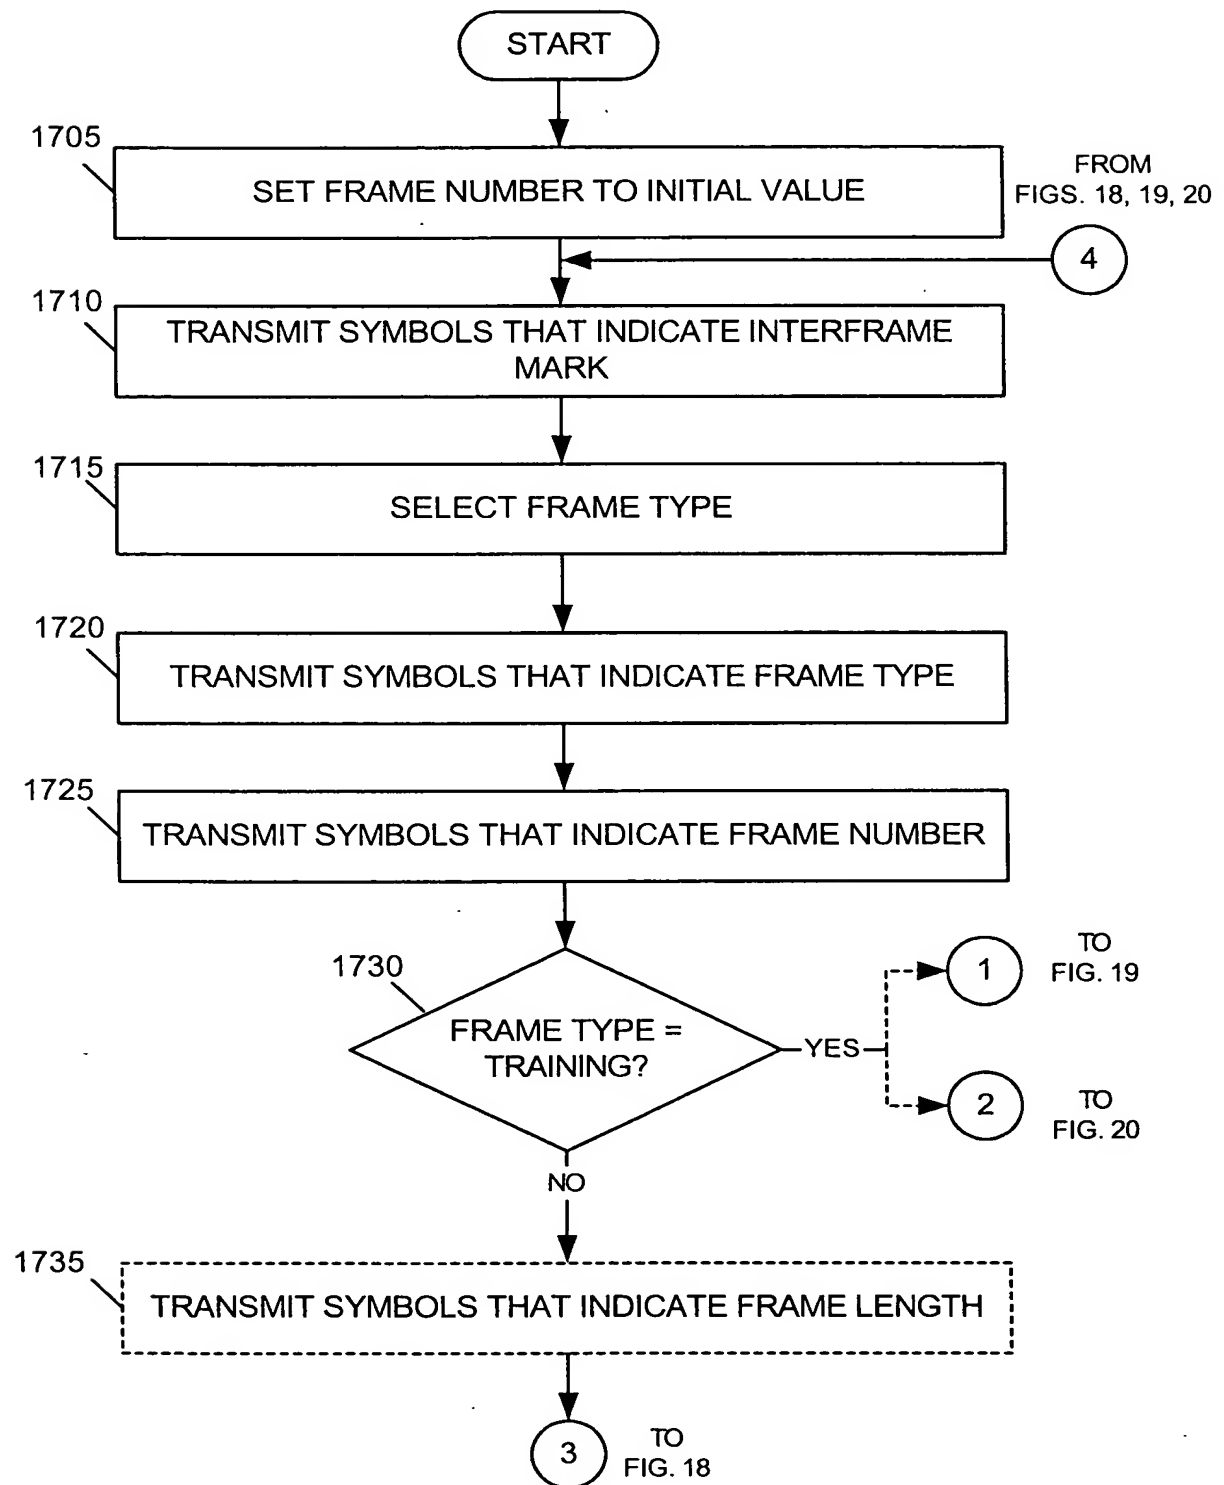 START
1705
SET FRAME NUMBER TO INITIAL VALUE
FROM
FIGS. 18, 19, 20
4
1710
TRANSMIT SYMBOLS THAT INDICATE INTERFRAME
MARK
1715
SELECT FRAME TYPE
1720
TRANSMIT SYMBOLS THAT INDICATE FRAME TYPE
1725
TRANSMIT SYMBOLS THAT INDICATE FRAME NUMBER
1730
FRAME TYPE =
TRAINING?
YES
1
TO
FIG. 19
2
TO
FIG. 20
NO
1735
TRANSMIT SYMBOLS THAT INDICATE FRAME LENGTH
3
TO
FIG. 18